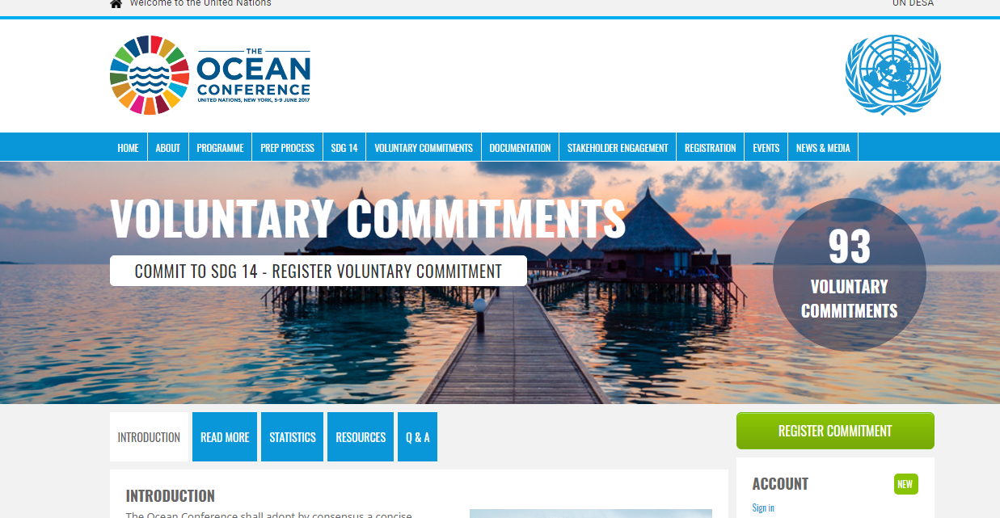 Welcome to the United Nations
UN DESA
THE
OCEAN
CONFERENCE
UNITED NATIONS, NEW YORK, 5-9 JUNE 2017
HOME ABOUT PROGRAMME PREP PROCESS SDG 14 VOLUNTARY COMMITMENTS DOCUMENTATION STAKEHOLDER ENGAGEMENT REGISTRATION EVENTS NEWS & MEDIA
VOLUNTARY COMMITMENTS
COMMIT TO SDG 14 - REGISTER VOLUNTARY COMMITMENT
93
VOLUNTARY
COMMITMENTS
INTRODUCTION READ MORE STATISTICS RESOURCES Q & A
REGISTER COMMITMENT
INTRODUCTION
The Ocean Conference shall adopt by consensus a concise,
ACCOUNT NEW
Sign in